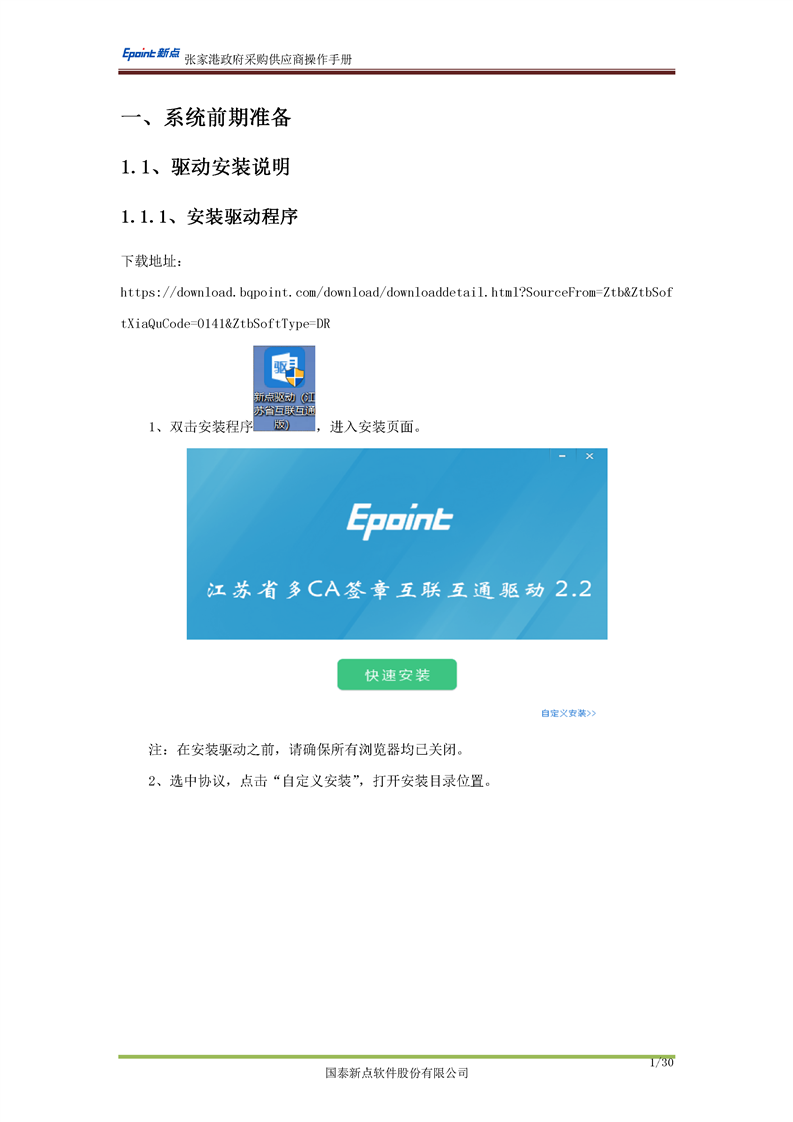 Epoint新点 张家港政府采购供应商操作手册
一、系统前期准备
1.1、驱动安装说明
1.1.1、安装驱动程序
下载地址：
https://download.bqpoint.com/download/downloaddetail.html?SourceFrom=Ztb&ZtbSof
tXiaQuCode=0141&ZtbSoftType=DR
驱
新点驱动（江
苏省互联互通
版）
1、双击安装程序，进入安装页面。
Epoint
江苏省多CA签章互联互通驱动 2.2
快速安装
自定义安装>>
注：在安装驱动之前，请确保所有浏览器均已关闭。
2、选中协议，点击“自定义安装”，打开安装目录位置。
1/30
国泰新点软件股份有限公司